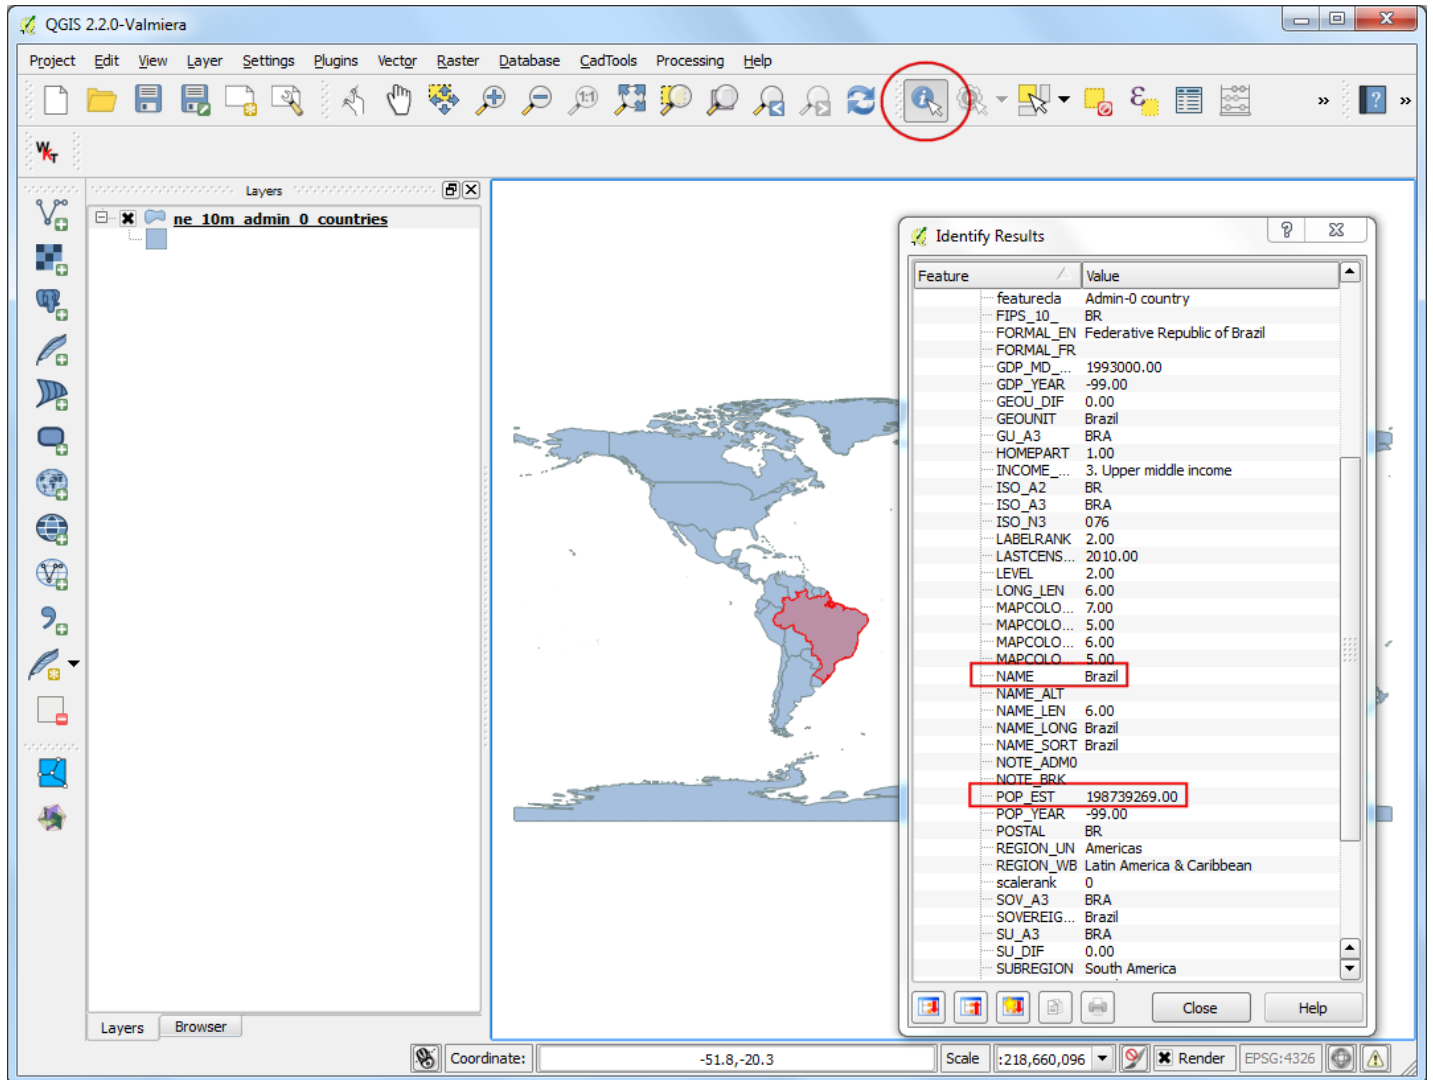 QGIS 2.2.0-Valmiera
Project Edit View Layer Settings Plugins Vector Raster Database CadTools Processing Help
1:1
WKT
Layers
ne_10m_admin_0_countries
Identify Results
Feature Value
featurecla Admin-0 country
FIPS_10_ BR
FORMAL_EN Federative Republic of Brazil
FORMAL_FR
GDP_MD_... 1993000.00
GDP_YEAR -99.00
GEOU_DIF 0.00
GEOUNIT Brazil
GU_A3 BRA
HOMEPART 1.00
INCOME_... 3. Upper middle income
ISO_A2 BR
ISO_A3 BRA
ISO_N3 076
LABELRANK 2.00
LASTCENS... 2010.00
LEVEL 2.00
LONG_LEN 6.00
MAPCOLO... 7.00
MAPCOLO... 5.00
MAPCOLO... 6.00
MAPCOLO... 5.00
NAME Brazil
NAME_ALT
NAME_LEN 6.00
NAME_LONG Brazil
NAME_SORT Brazil
NOTE_ADM0
NOTE_BRK
POP_EST 198739269.00
POP_YEAR -99.00
POSTAL BR
REGION_UN Americas
REGION_WB Latin America & Caribbean
scalerank 0
SOV_A3 BRA
SOVEREIG... Brazil
SU_A3 BRA
SU_DIF 0.00
SUBREGION South America
Close Help
Layers Browser
Coordinate: -51.8,-20.3 Scale :218,660,096 Render EPSG:4326